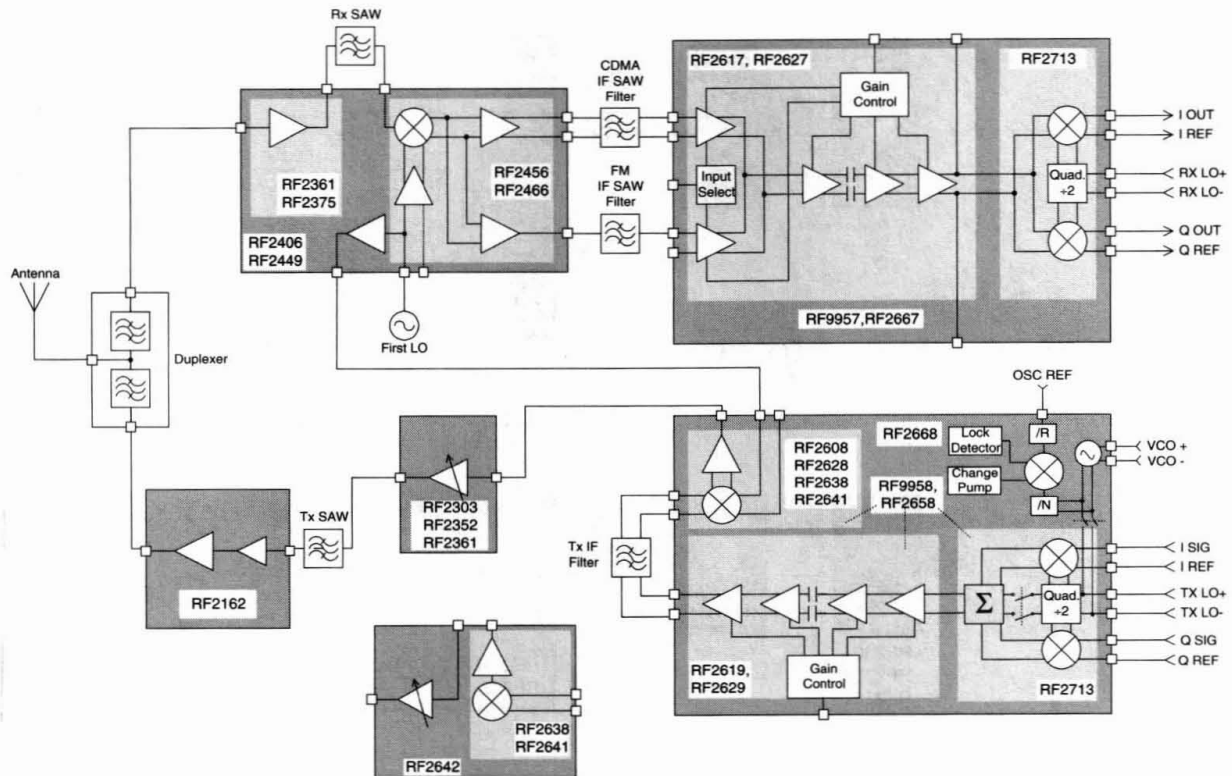 Rx SAW
RF2361
RF2375
RF2406
RF2449
RF2456
RF2466
CDMA
IF SAW
Filter
FM
IF SAW
Filter
First LO
RF2617, RF2627
Gain
Control
Input
Select
RF9957,RF2667
RF2713
Quad.
÷2
I OUT
I REF
RX LO+
RX LO-
Q OUT
Q REF
Antenna
Duplexer
OSC REF
RF2608
RF2628
RF2638
RF2641
RF2668
Lock
Detector
Change
Pump
/R
/N
VCO +
VCO -
RF9958,
RF2658
RF2303
RF2352
RF2361
Tx SAW
RF2162
Tx IF
Filter
RF2619,
RF2629
Gain
Control
Σ
Quad.
÷2
RF2713
I SIG
I REF
TX LO+
TX LO-
Q SIG
Q REF
RF2638
RF2641
RF2642